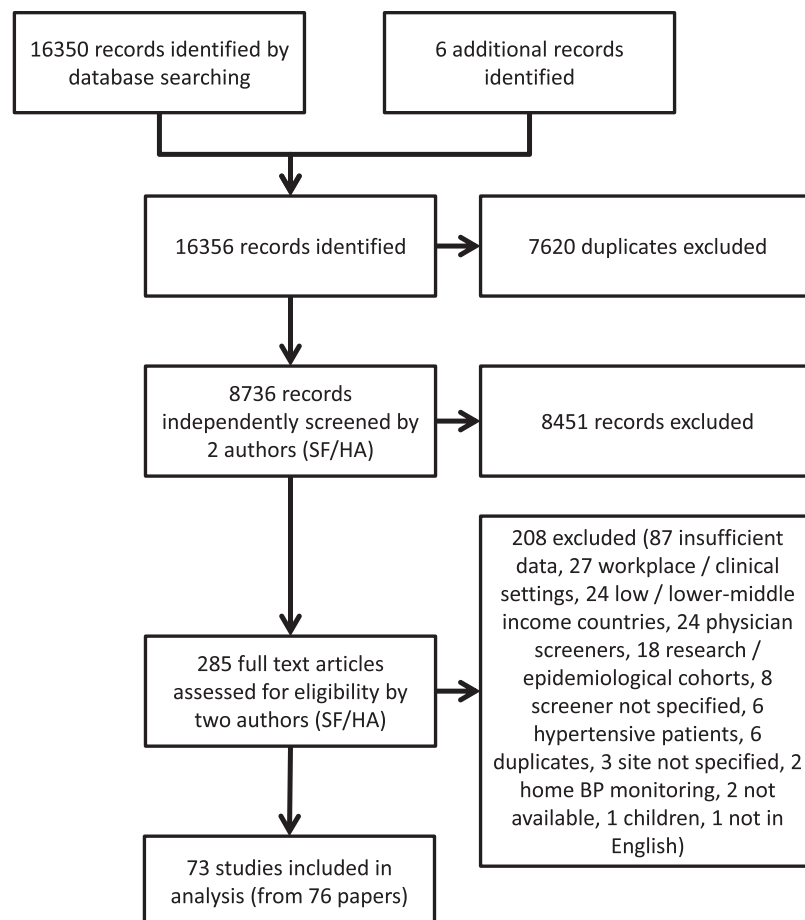 16350 records identified by
database searching
6 additional records
identified
16356 records identified
7620 duplicates excluded
8736 records
independently screened by
2 authors (SF/HA)
8451 records excluded
208 excluded (87 insufficient
data, 27 workplace / clinical
settings, 24 low / lower-middle
income countries, 24 physician
screeners, 18 research /
epidemiological cohorts, 8
screener not specified, 6
hypertensive patients, 6
duplicates, 3 site not specified, 2
home BP monitoring, 2 not
available, 1 children, 1 not in
English)
285 full text articles
assessed for eligibility by
two authors (SF/HA)
73 studies included in
analysis (from 76 papers)